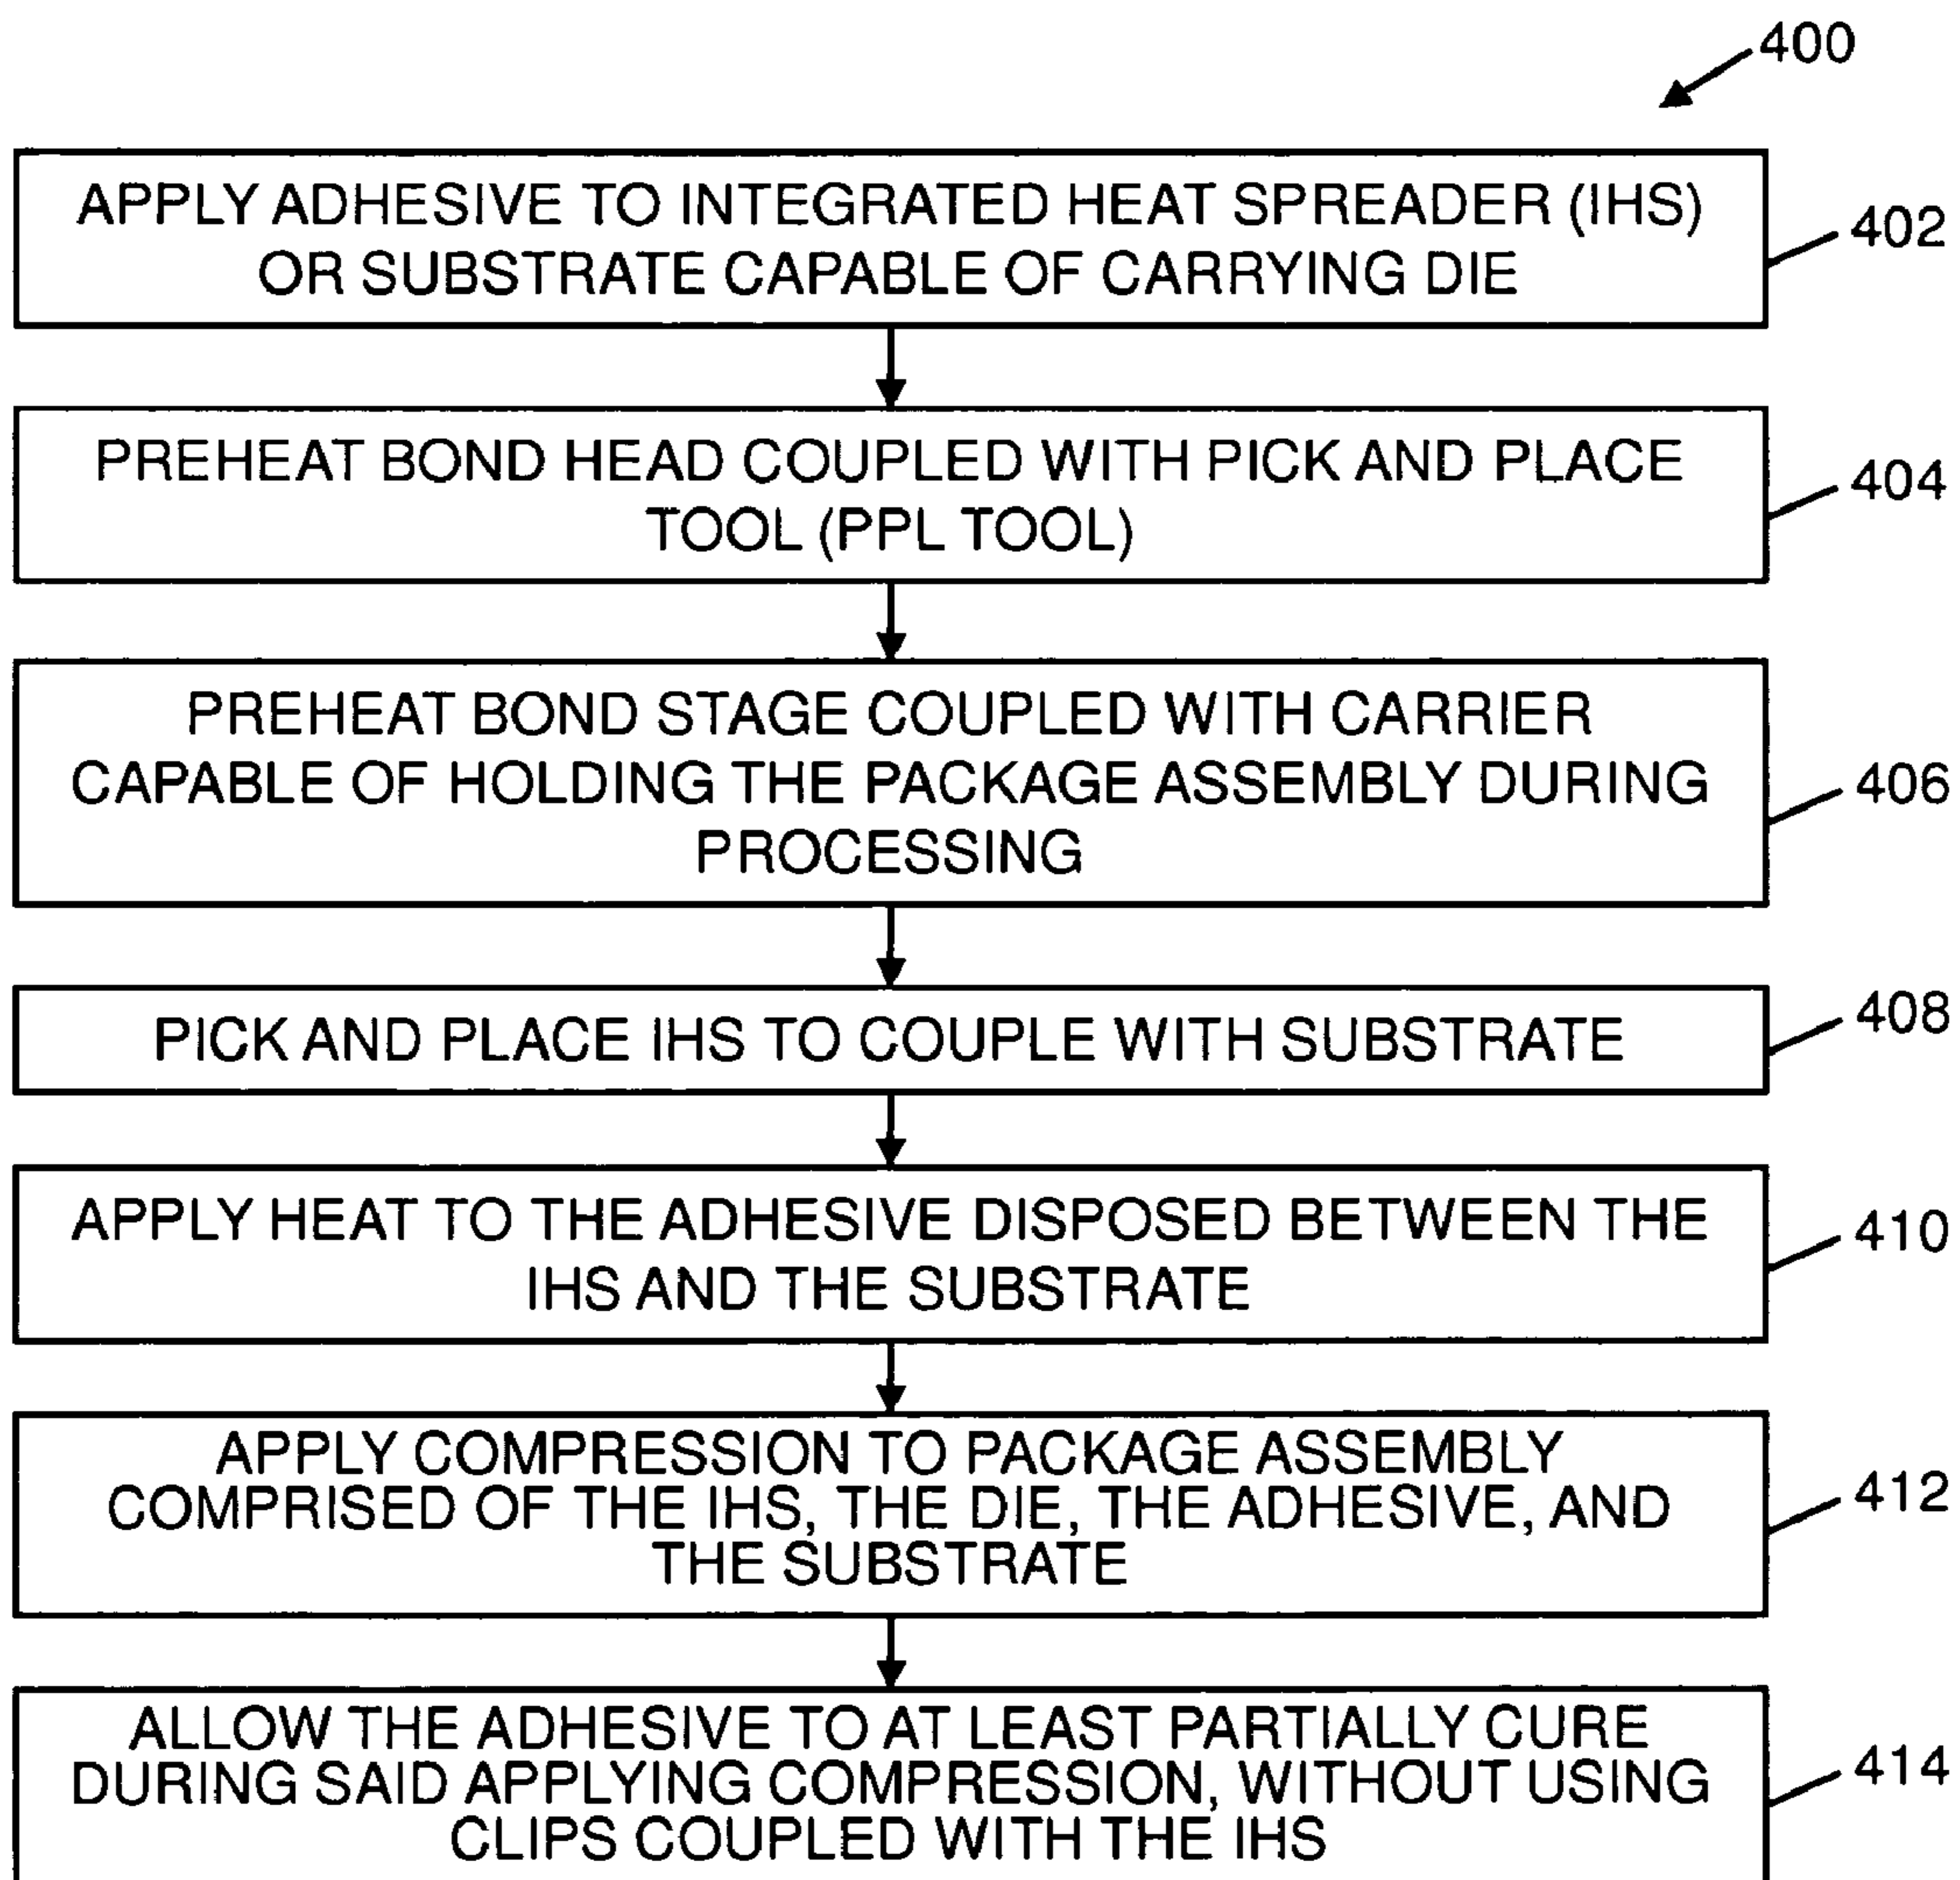 400
APPLY ADHESIVE TO INTEGRATED HEAT SPREADER (IHS)
OR SUBSTRATE CAPABLE OF CARRYING DIE
402
PREHEAT BOND HEAD COUPLED WITH PICK AND PLACE
TOOL (PPL TOOL)
404
PREHEAT BOND STAGE COUPLED WITH CARRIER
CAPABLE OF HOLDING THE PACKAGE ASSEMBLY DURING
PROCESSING
406
PICK AND PLACE IHS TO COUPLE WITH SUBSTRATE
408
APPLY HEAT TO THE ADHESIVE DISPOSED BETWEEN THE
IHS AND THE SUBSTRATE
410
APPLY COMPRESSION TO PACKAGE ASSEMBLY
COMPRISED OF THE IHS, THE DIE, THE ADHESIVE, AND
THE SUBSTRATE
412
ALLOW THE ADHESIVE TO AT LEAST PARTIALLY CURE
DURING SAID APPLYING COMPRESSION, WITHOUT USING
CLIPS COUPLED WITH THE IHS
414